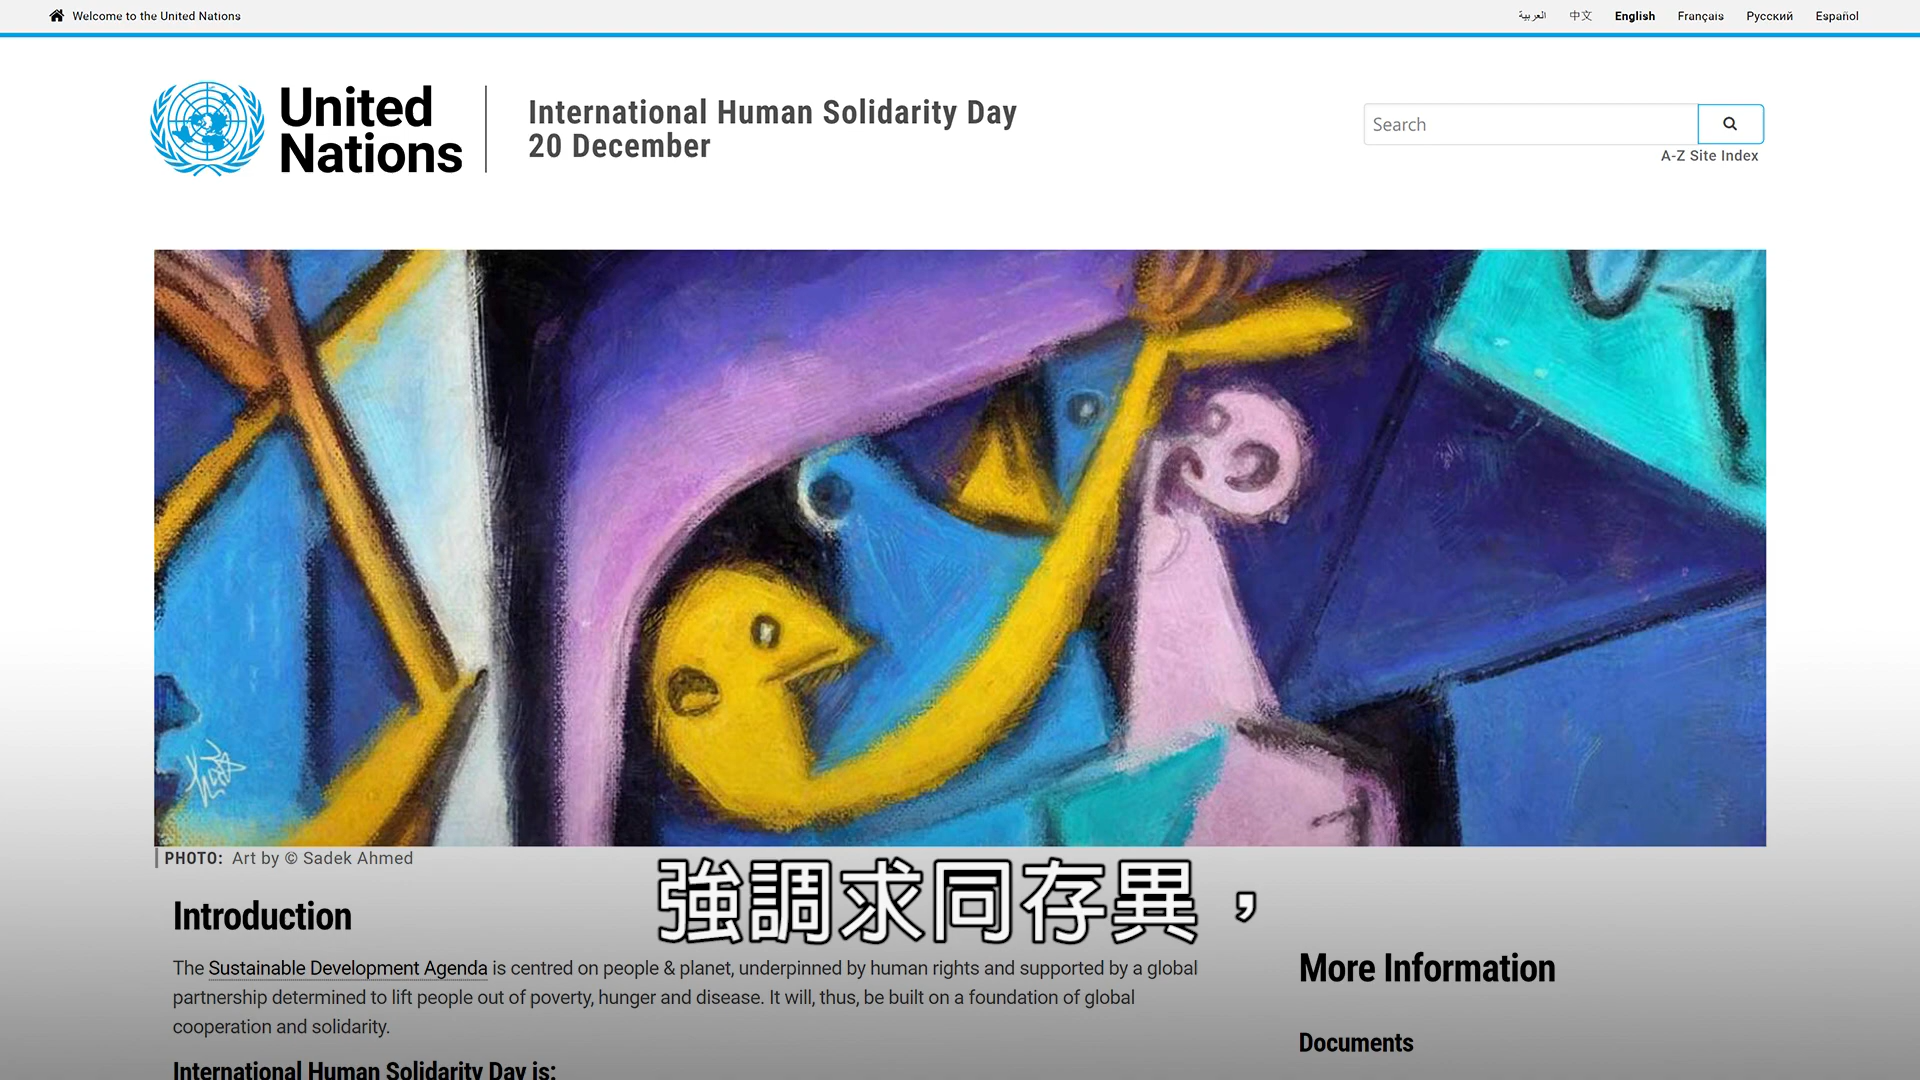 Welcome to the United Nations
العربية 中文 English Français Русский Español
United
Nations
International Human Solidarity Day
20 December
Search
A-Z Site Index
PHOTO: Art by © Sadek Ahmed
強調求同存異，
Introduction
The Sustainable Development Agenda is centred on people & planet, underpinned by human rights and supported by a global
partnership determined to lift people out of poverty, hunger and disease. It will, thus, be built on a foundation of global
cooperation and solidarity.
International Human Solidarity Day is:
More Information
Documents